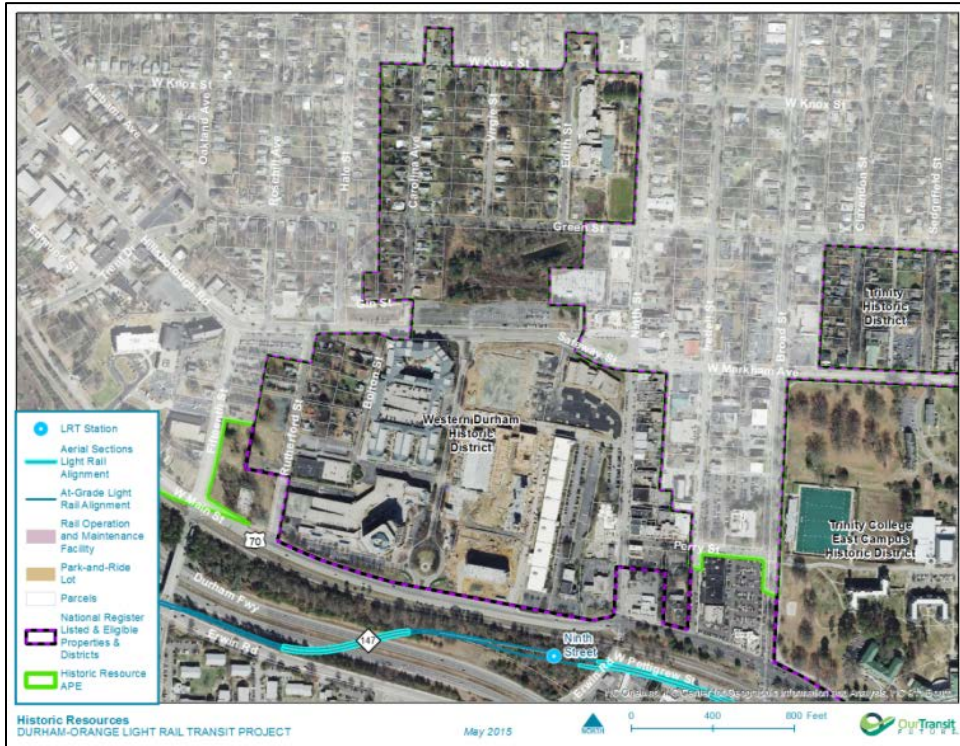 W Knox St
W Knox St
W Knox St
Alabama Ave
Oakland Ave
Rosehill Ave
Hale St
Carolina Ave
Virgie St
Edith St
Clarendon St
Sedgefield St
Green St
Hillsborough Rd
Elm St
Trinity
Historic
District
Ninth St
Broad St
W Markham Ave
Rutherford St
Western Durham
Historic
District
Trinity College
East Campus
Historic District
Perry St
W Main St
70
Durham Fwy
Erwin Rd
147
Ninth
Street
W Pettigrew St
Erwin Rd
LRT Station
Aerial Sections
Light Rail
Alignment
At-Grade Light
Rail Alignment
Rail Operation
and Maintenance
Facility
Park-and-Ride
Lot
Parcels
National Register
Listed & Eligible
Properties &
Districts
Historic Resource
APE
Historic Resources
DURHAM-ORANGE LIGHT RAIL TRANSIT PROJECT
May 2015
NORTH
0 400 800 Feet
OurTransit
FUTURE